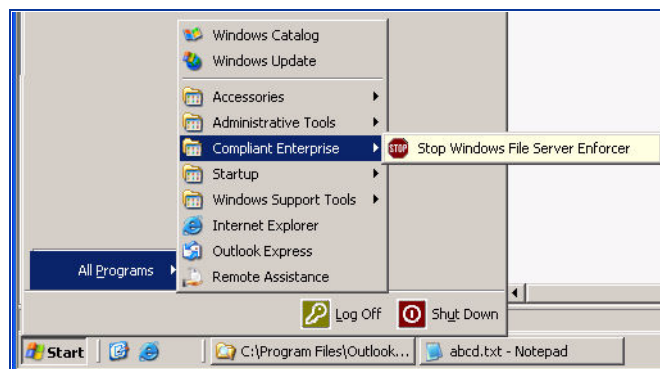 Windows Catalog
Windows Update
Accessories
Administrative Tools
Compliant Enterprise
STOP Stop Windows File Server Enforcer
Startup
Windows Support Tools
Internet Explorer
Outlook Express
Remote Assistance
All Programs
Log Off Shut Down
Start C:\Program Files\Outlook... abcd.txt - Notepad